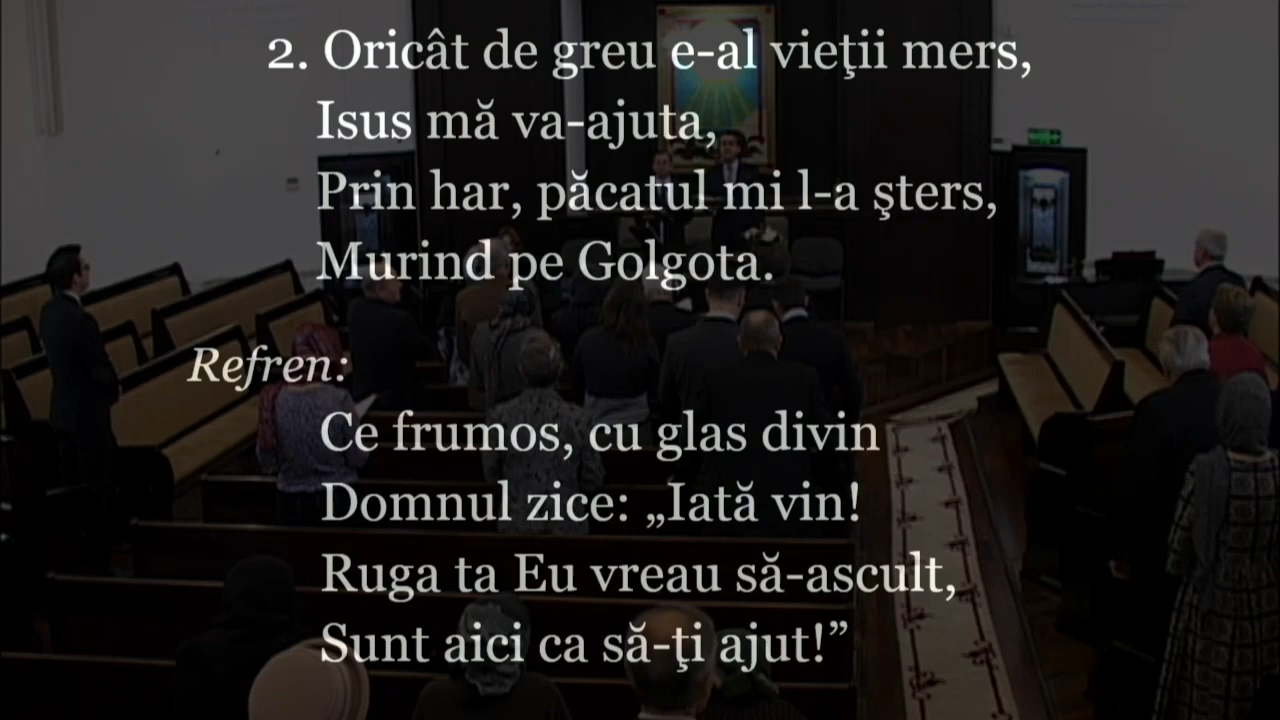 2. Oricât de greu e-al vieţii mers,
Isus mă va-ajuta,
Prin har, păcatul mi l-a şters,
Murind pe Golgota.
Refren:
Ce frumos, cu glas divin
Domnul zice: „Iată vin!
Ruga ta Eu vreau să-ascult,
Sunt aici ca să-ţi ajut!”